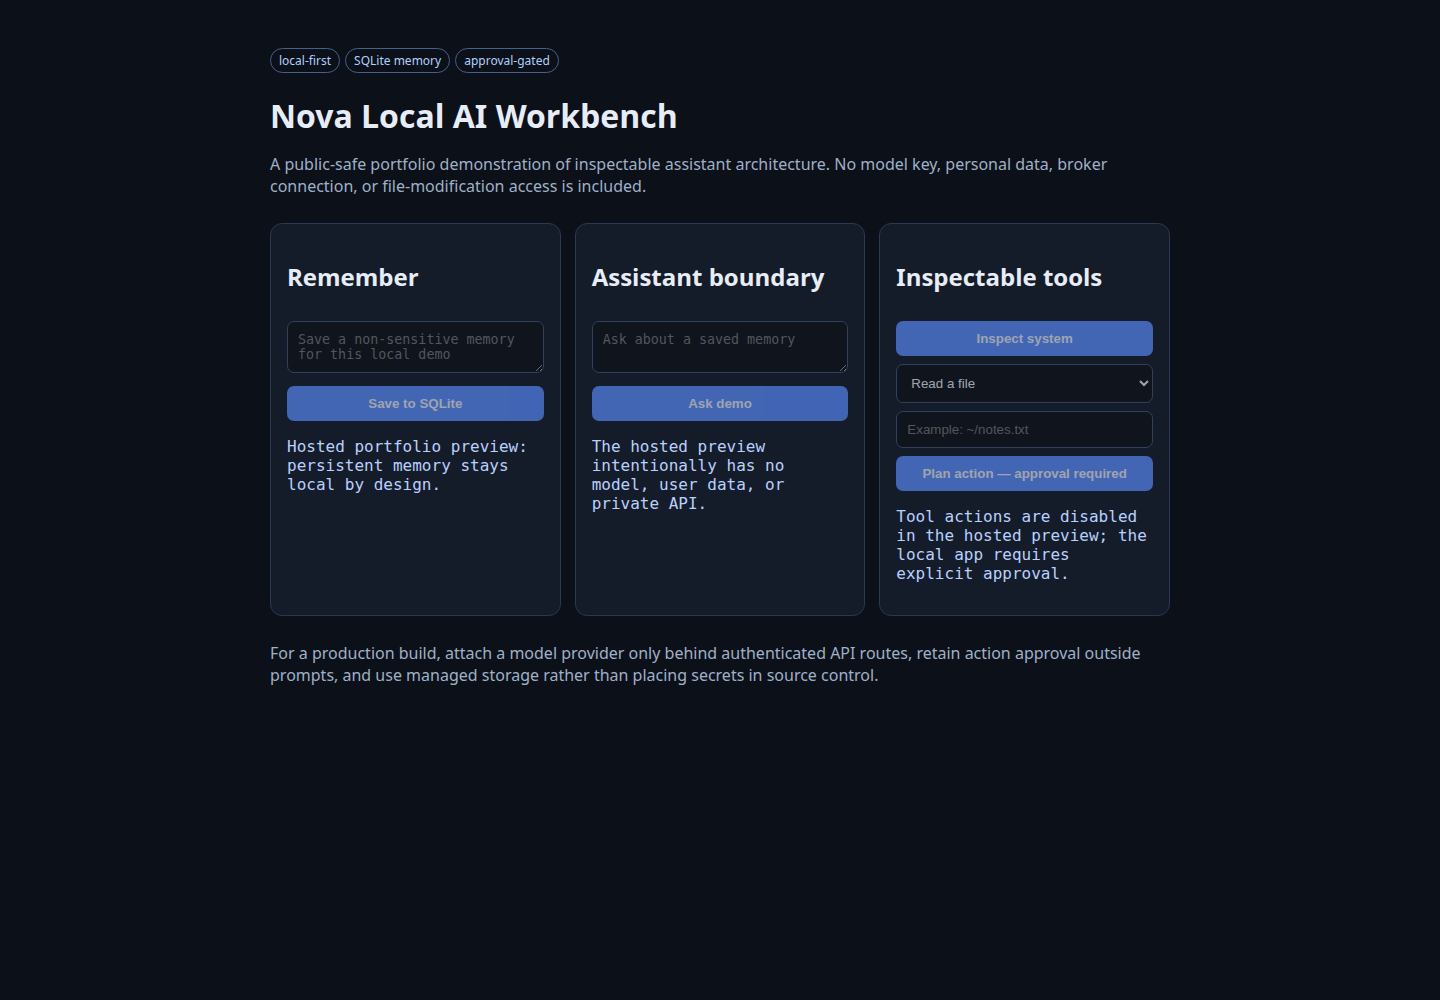 local-first
SQLite memory
approval-gated
Nova Local AI Workbench
A public-safe portfolio demonstration of inspectable assistant architecture. No model key, personal data, broker
connection, or file-modification access is included.
Remember
Save a non-sensitive memory
for this local demo
Save to SQLite
Hosted portfolio preview:
persistent memory stays
local by design.
Assistant boundary
Ask about a saved memory
Ask demo
The hosted preview
intentionally has no
model, user data, or
private API.
Inspectable tools
Inspect system
Read a file
Example: ~/notes.txt
Plan action — approval required
Tool actions are disabled
in the hosted preview; the
local app requires
explicit approval.
For a production build, attach a model provider only behind authenticated API routes, retain action approval outside
prompts, and use managed storage rather than placing secrets in source control.